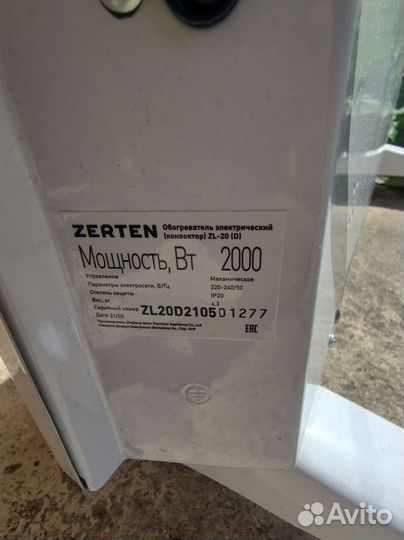 ZERTEN Обогреватель электрический
(конвектор) ZL-20 (D)
Мощность, Вт 2000
Управление Механическое
Параметры электросети, В/Гц 220-240/50
Степень защиты IP20
Вес, кг 4.3
Серийный номер ZL20D210501277
Дата 21/05
EAC
Avito